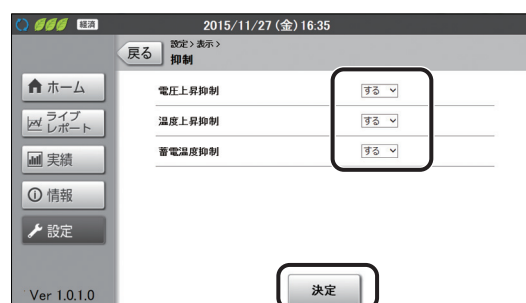 経済 2015/11/27 (金) 16:35
戻る
設定>表示>
抑制
ホーム
ライブ
レポート
実績
情報
設定
Ver 1.0.1.0
電圧上昇抑制 する
温度上昇抑制 する
蓄電温度抑制 する
決定